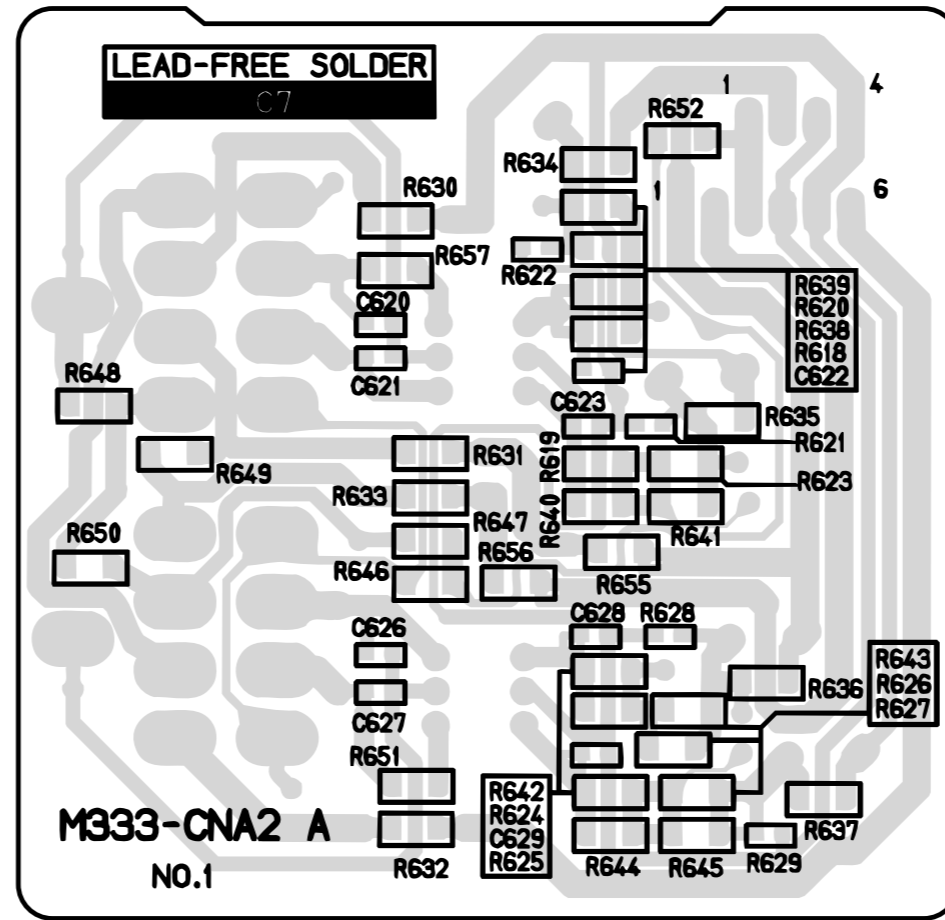 LEAD-FREE SOLDER
C7
1
4
R652
R634
R630
1
6
R657
R622
C620
R639
R620
R638
R618
C622
C621
R648
C623
R635
R621
R649
R631
R619
R623
R633
R650
R647
R640
R641
R646
R656
R655
C626
C628
R628
R643
R626
R627
R636
C627
R651
R642
R624
C629
R625
M333-CNA2 A
R637
NO.1
R632
R644
R645
R629